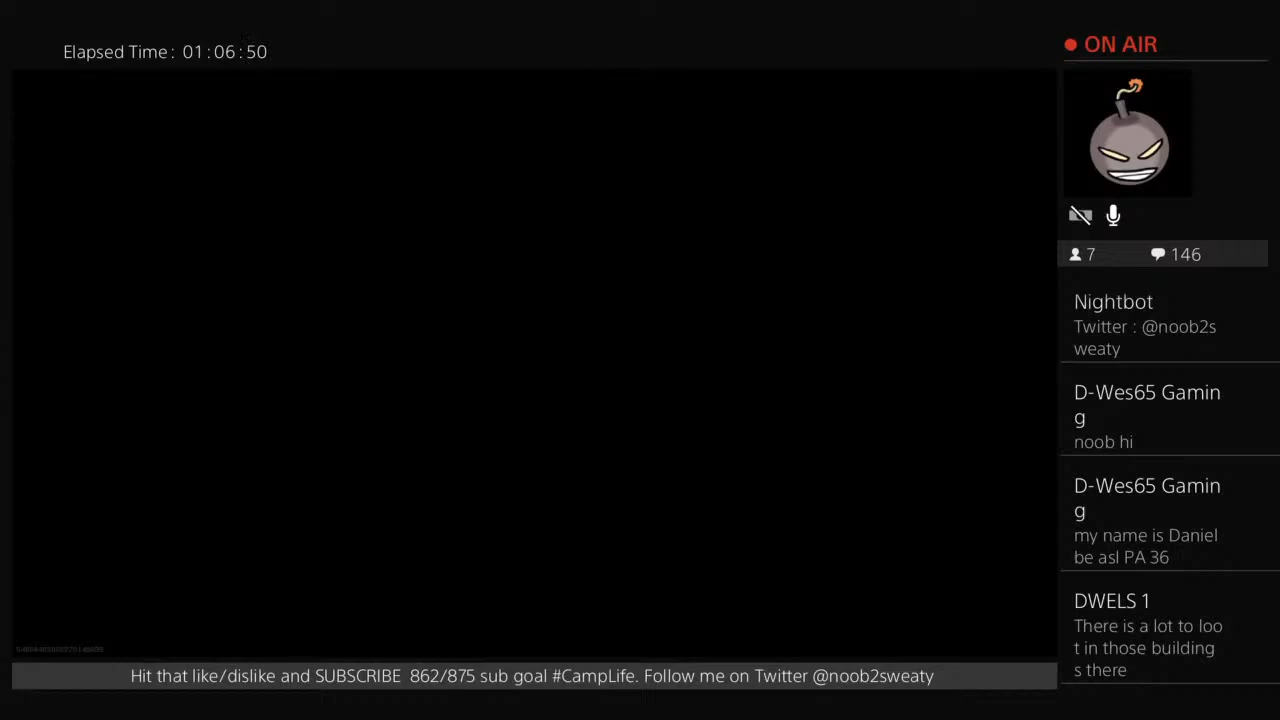 Elapsed Time: 01:06:50
ON AIR
7 146
Nightbot
Twitter : @noob2s
weaty
D-Wes65 Gamin
g
noob hi
D-Wes65 Gamin
g
my name is Daniel
be asl PA 36
DWELS 1
There is a lot to loo
t in those building
s there
Hit that like/dislike and SUBSCRIBE 862/875 sub goal #CampLife. Follow me on Twitter @noob2sweaty